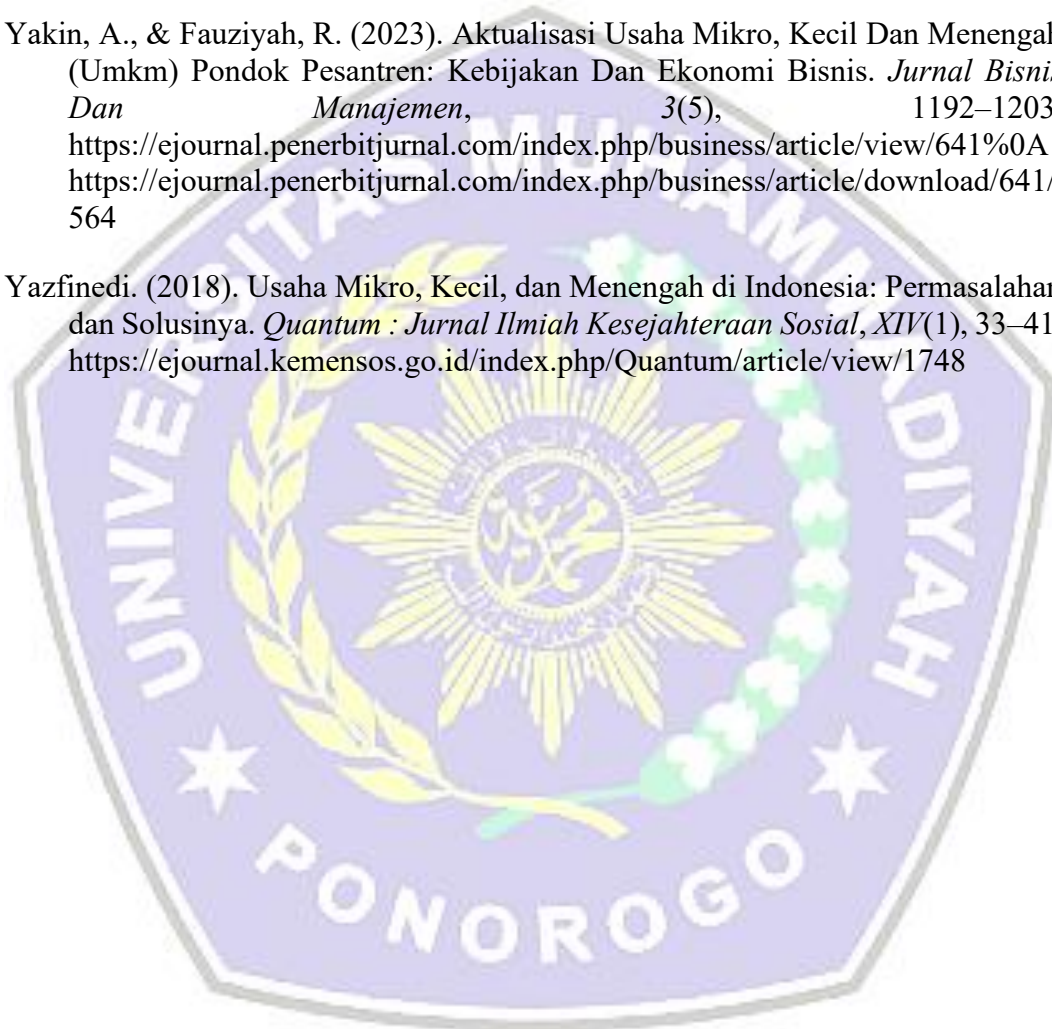 Yakin, A., & Fauziyah, R. (2023). Aktualisasi Usaha Mikro, Kecil Dan Menengah
(Umkm) Pondok Pesantren: Kebijakan Dan Ekonomi Bisnis. Jurnal Bisnis
Dan Manajemen, 3(5), 1192–1203
https://ejournal.penerbitjurnal.com/index.php/business/article/view/641%0A
https://ejournal.penerbitjurnal.com/index.php/business/article/download/641/
564
Yazfinedi. (2018). Usaha Mikro, Kecil, dan Menengah di Indonesia: Permasalahan
dan Solusinya. Quantum : Jurnal Ilmiah Kesejahteraan Sosial, XIV(1), 33–41
https://ejournal.kemensos.go.id/index.php/Quantum/article/view/1748
UNIVERSITAS MUHAMMADIYAH
محمدية
PONOROGO